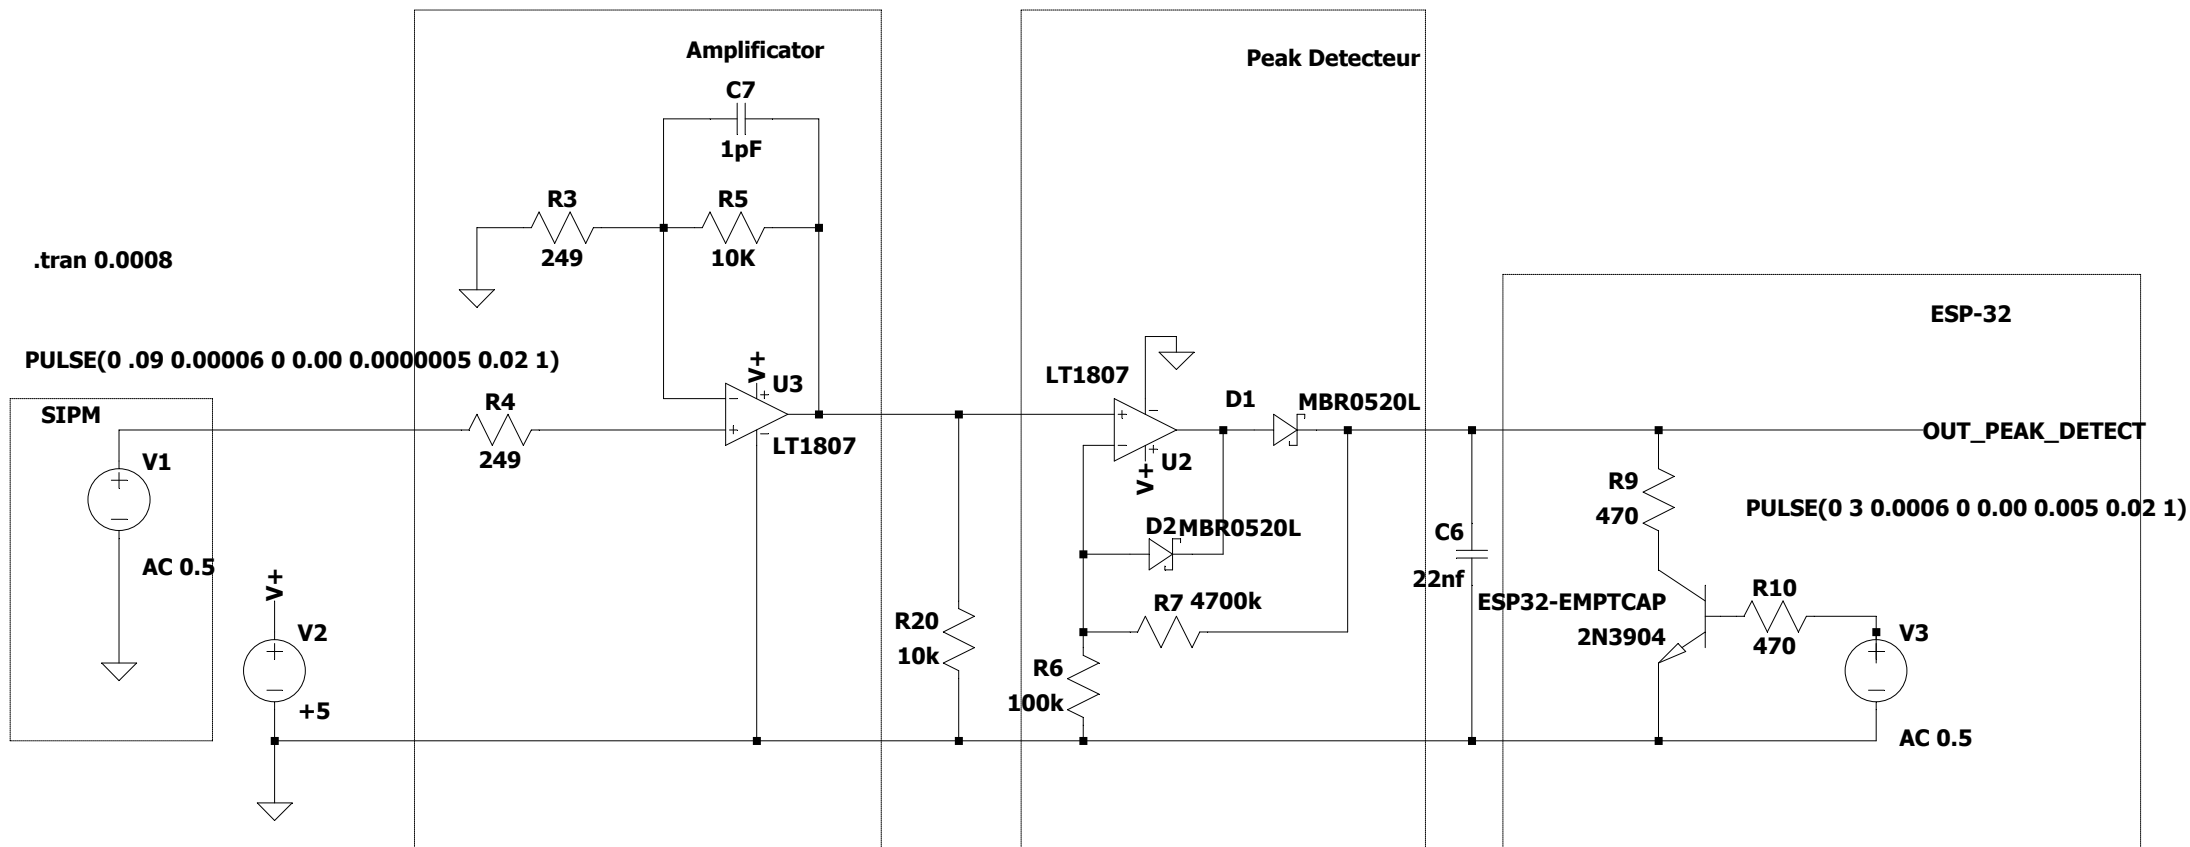 Amplificator
Peak Detecteur
C7
1pF
R3
249
R5
10K
.tran 0.0008
ESP-32
PULSE(0 .09 0.00006 0 0.00 0.0000005 0.02 1)
V+
U3
LT1807
LT1807
D1
MBR0520L
SIPM
R4
249
V1
OUT_PEAK_DETECT
V+
U2
R9
470
PULSE(0 3 0.0006 0 0.00 0.005 0.02 1)
D2
MBR0520L
C6
22nf
AC 0.5
V+
R7
4700k
ESP32-EMPTCAP
2N3904
R10
470
V2
+5
R20
10k
R6
100k
V3
AC 0.5